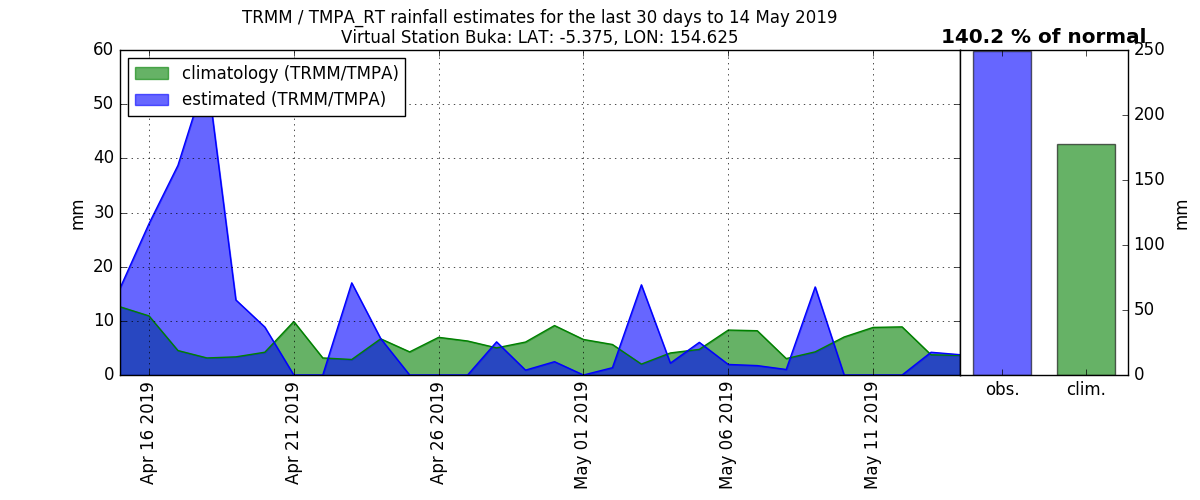 TRMM / TMPA_RT rainfall estimates for the last 30 days to 14 May 2019
Virtual Station Buka: LAT: -5.375, LON: 154.625
140.2 % of normal
climatology (TRMM/TMPA)
estimated (TRMM/TMPA)
60
50
40
30
20
10
0
mm
Apr 16 2019
Apr 21 2019
Apr 26 2019
May 01 2019
May 06 2019
May 11 2019
obs.
clim.
250
200
150
100
50
0
mm